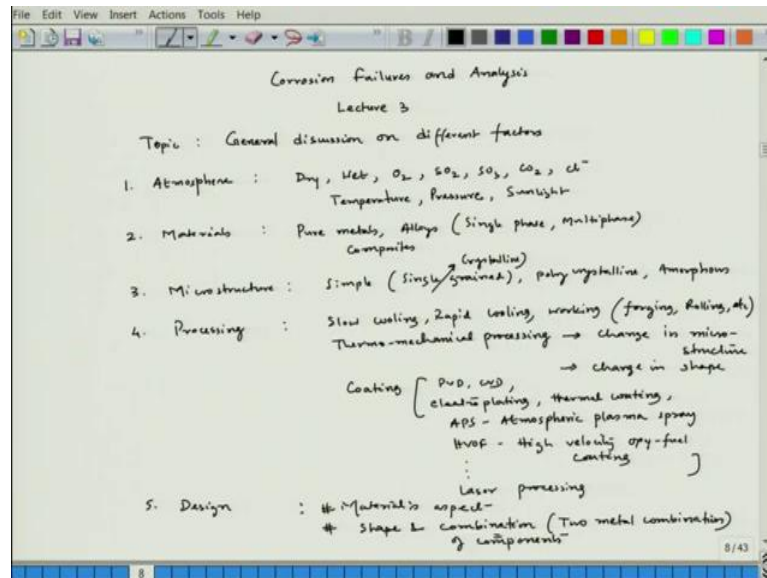 File Edit View Insert Actions Tools Help
Corrosion Failures and Analysis
Lecture 3
Topic : General discussion on different factors
1. Atmosphere : Dry, Wet, O2, SO2, SO3, CO2, Cl-
Temperature, Pressure, Sunlight
2. Materials : Pure metals, Alloys (Single phase, Multiphase)
Composites
(crystalline)
3. Microstructure : Simple (Single grained), poly crystalline, Amorphous
4. Processing : Slow cooling, Rapid cooling, working (forging, Rolling, etc)
Thermo-mechanical processing → change in micro-
structure
→ change in shape
Coating [ PVD, CVD,
electroplating, thermal coating,
APS - Atmospheric plasma spray
HVOF - High velocity oxy-fuel
coating
⋮ ]
Laser processing
5. Design : # Materials aspect
# Shape & combination (Two metal combination)
of components
8/43
8